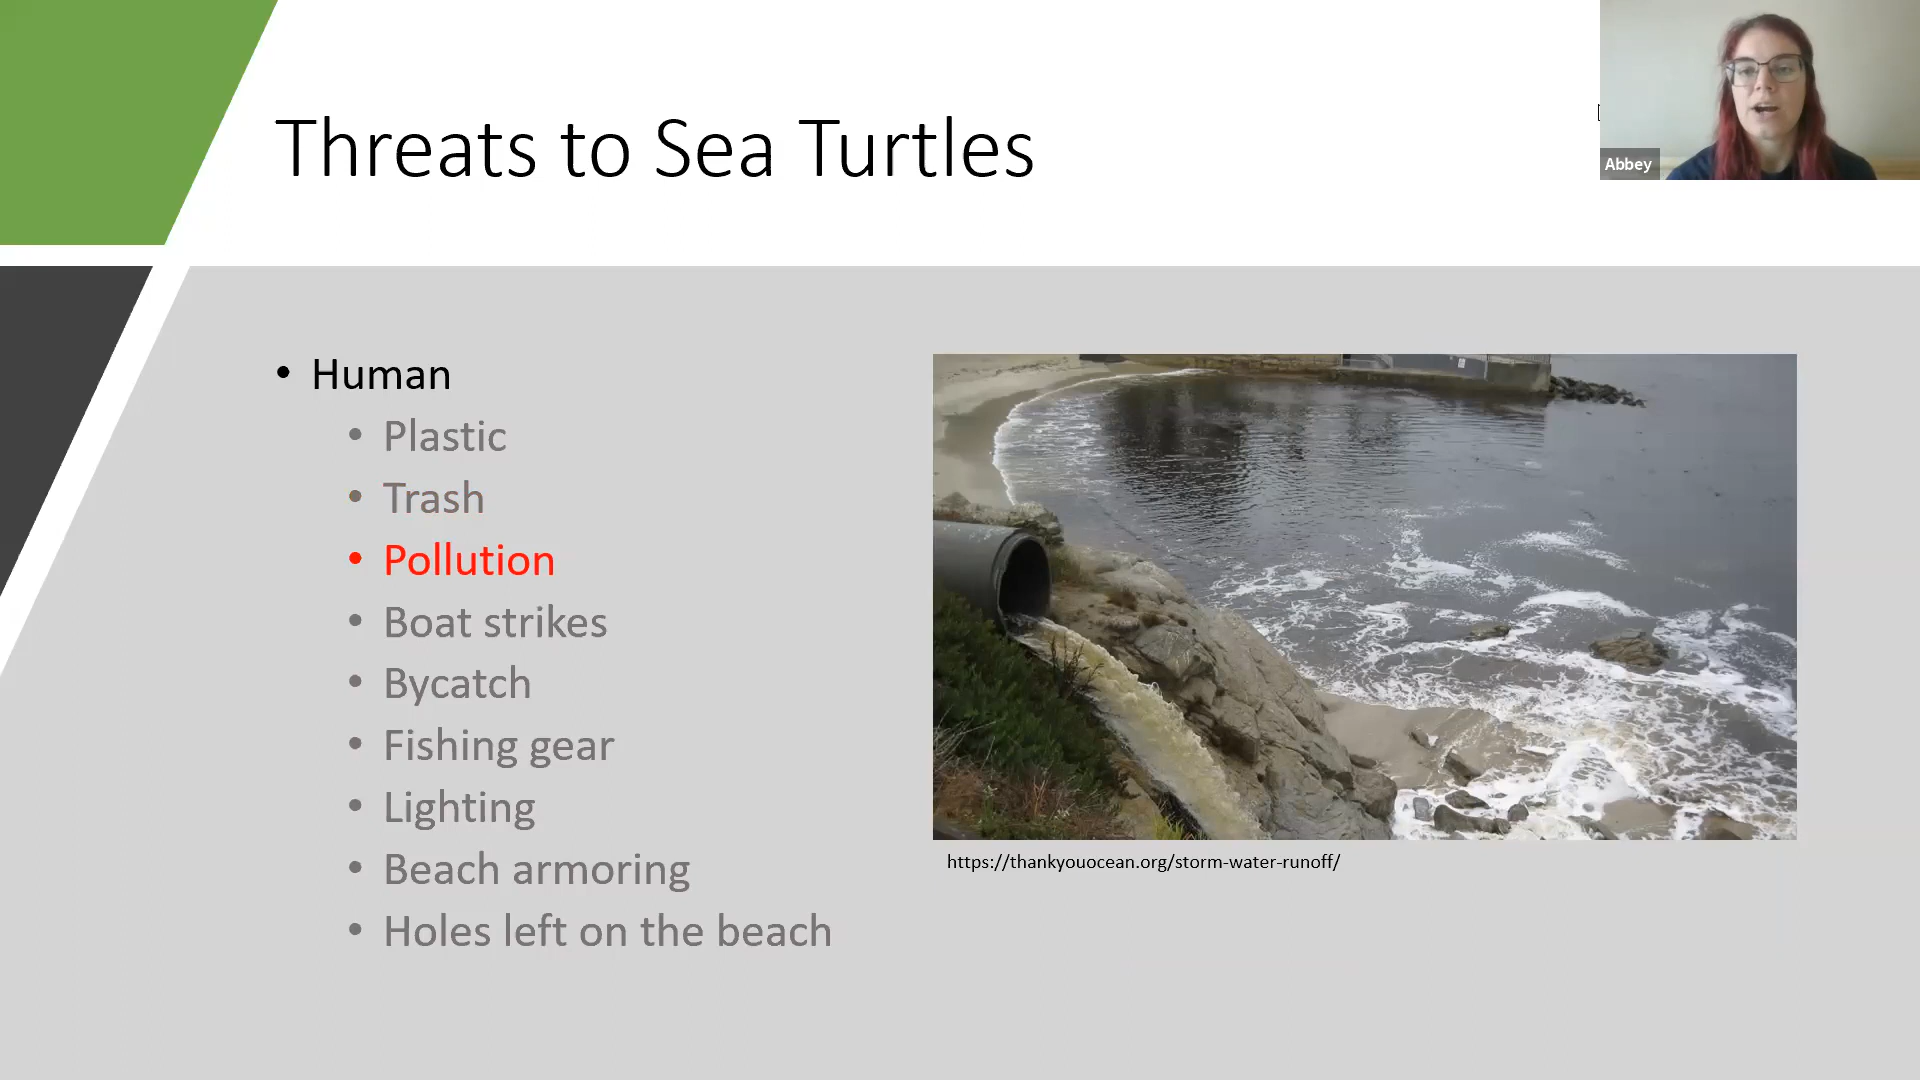 Threats to Sea Turtles
Abbey
• Human
• Plastic
• Trash
• Pollution
• Boat strikes
• Bycatch
• Fishing gear
• Lighting
• Beach armoring
• Holes left on the beach
https://thankyouocean.org/storm-water-runoff/